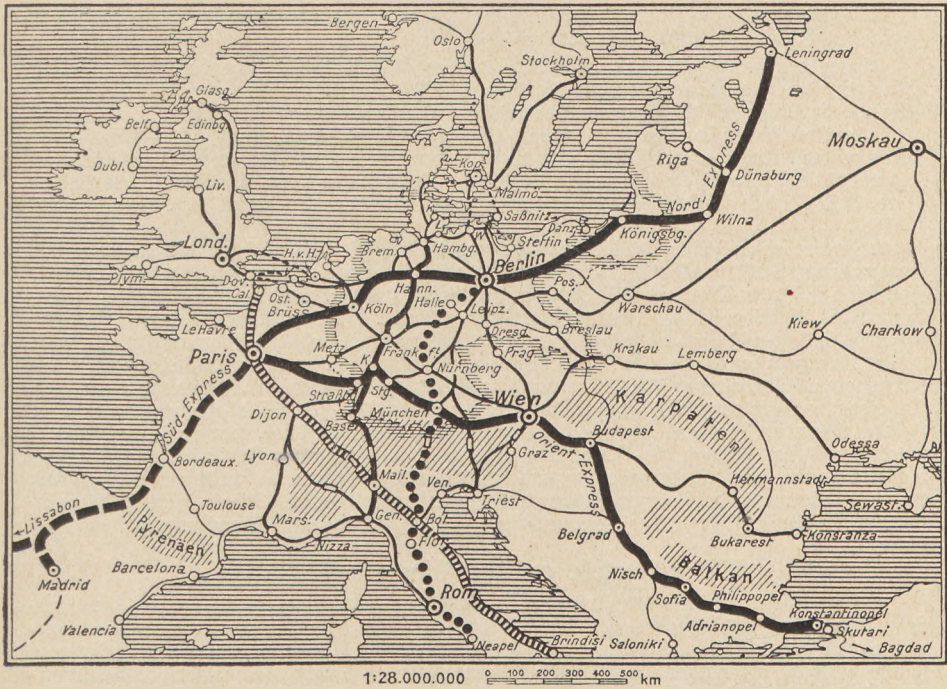 Bergen
Oslo
Leningrad
Stockholm
Glasg.
Belf.
Edinbg.
Moskau
Riga
Dubl.
Kop.
Express
Dünaburg
Liv.
Malmö
Nord
Wilna
Saßnitz
Danz.
Königsbg.
Lond.
H.v.H.
Brem.
Hambg.
Stettin
Berlin
Plym.
Dov.
Cal.
Hann.
Pos.
Ost.
Brüss.
Köln
Halle
Leipz.
Warschau
Le Havre
Dresd.
Breslau
Kiew
Charkow
Paris
Metz
Frankft.
Prag
Krakau
Lemberg
K.
Nürnberg
Süd-Express
Straßb.
Stg.
Wien
Karpaten
Dijon
München
Basel
Orient-Express
Budapest
Odessa
Bordeaux.
Lyon
Graz
Mail.
Ven.
Triest
Hermannstadt
Lissabon
Toulouse
Sewast.
Mars.
Gen.
Bol.
Belgrad
Bukarest
Konstanza
Pyrenäen
Nizza
Flo.
Madrid
Barcelona
Nisch
Balkan
Sofia
Philippopel
Rom
Konstantinopel
Valencia
Adrianopel
Skutari
Neapel
Brindisi
Saloniki
Bagdad
1:28.000.000
0 100 200 300 400 500 km